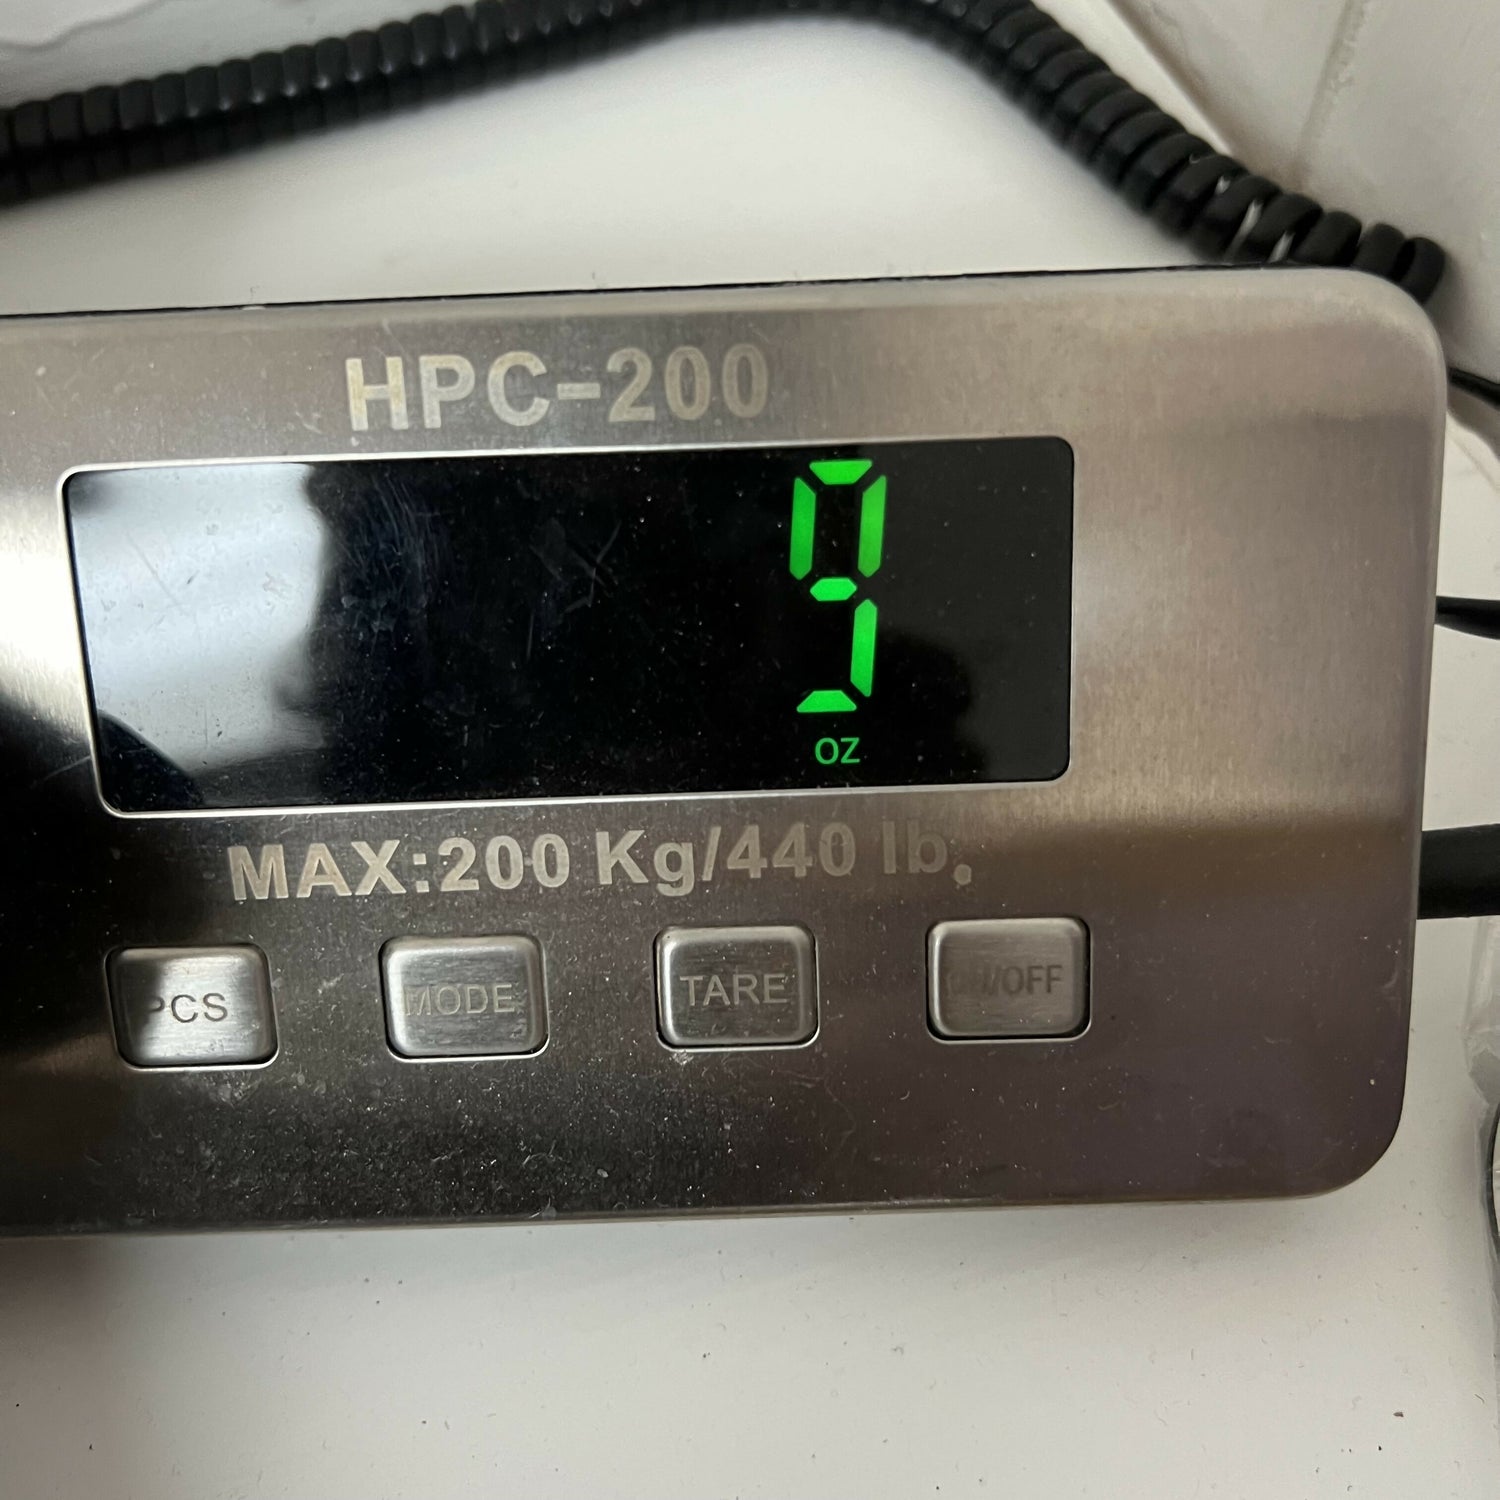 HPC-200
9
OZ
MAX:200 Kg/440 lb.
PCS MODE TARE ON/OFF